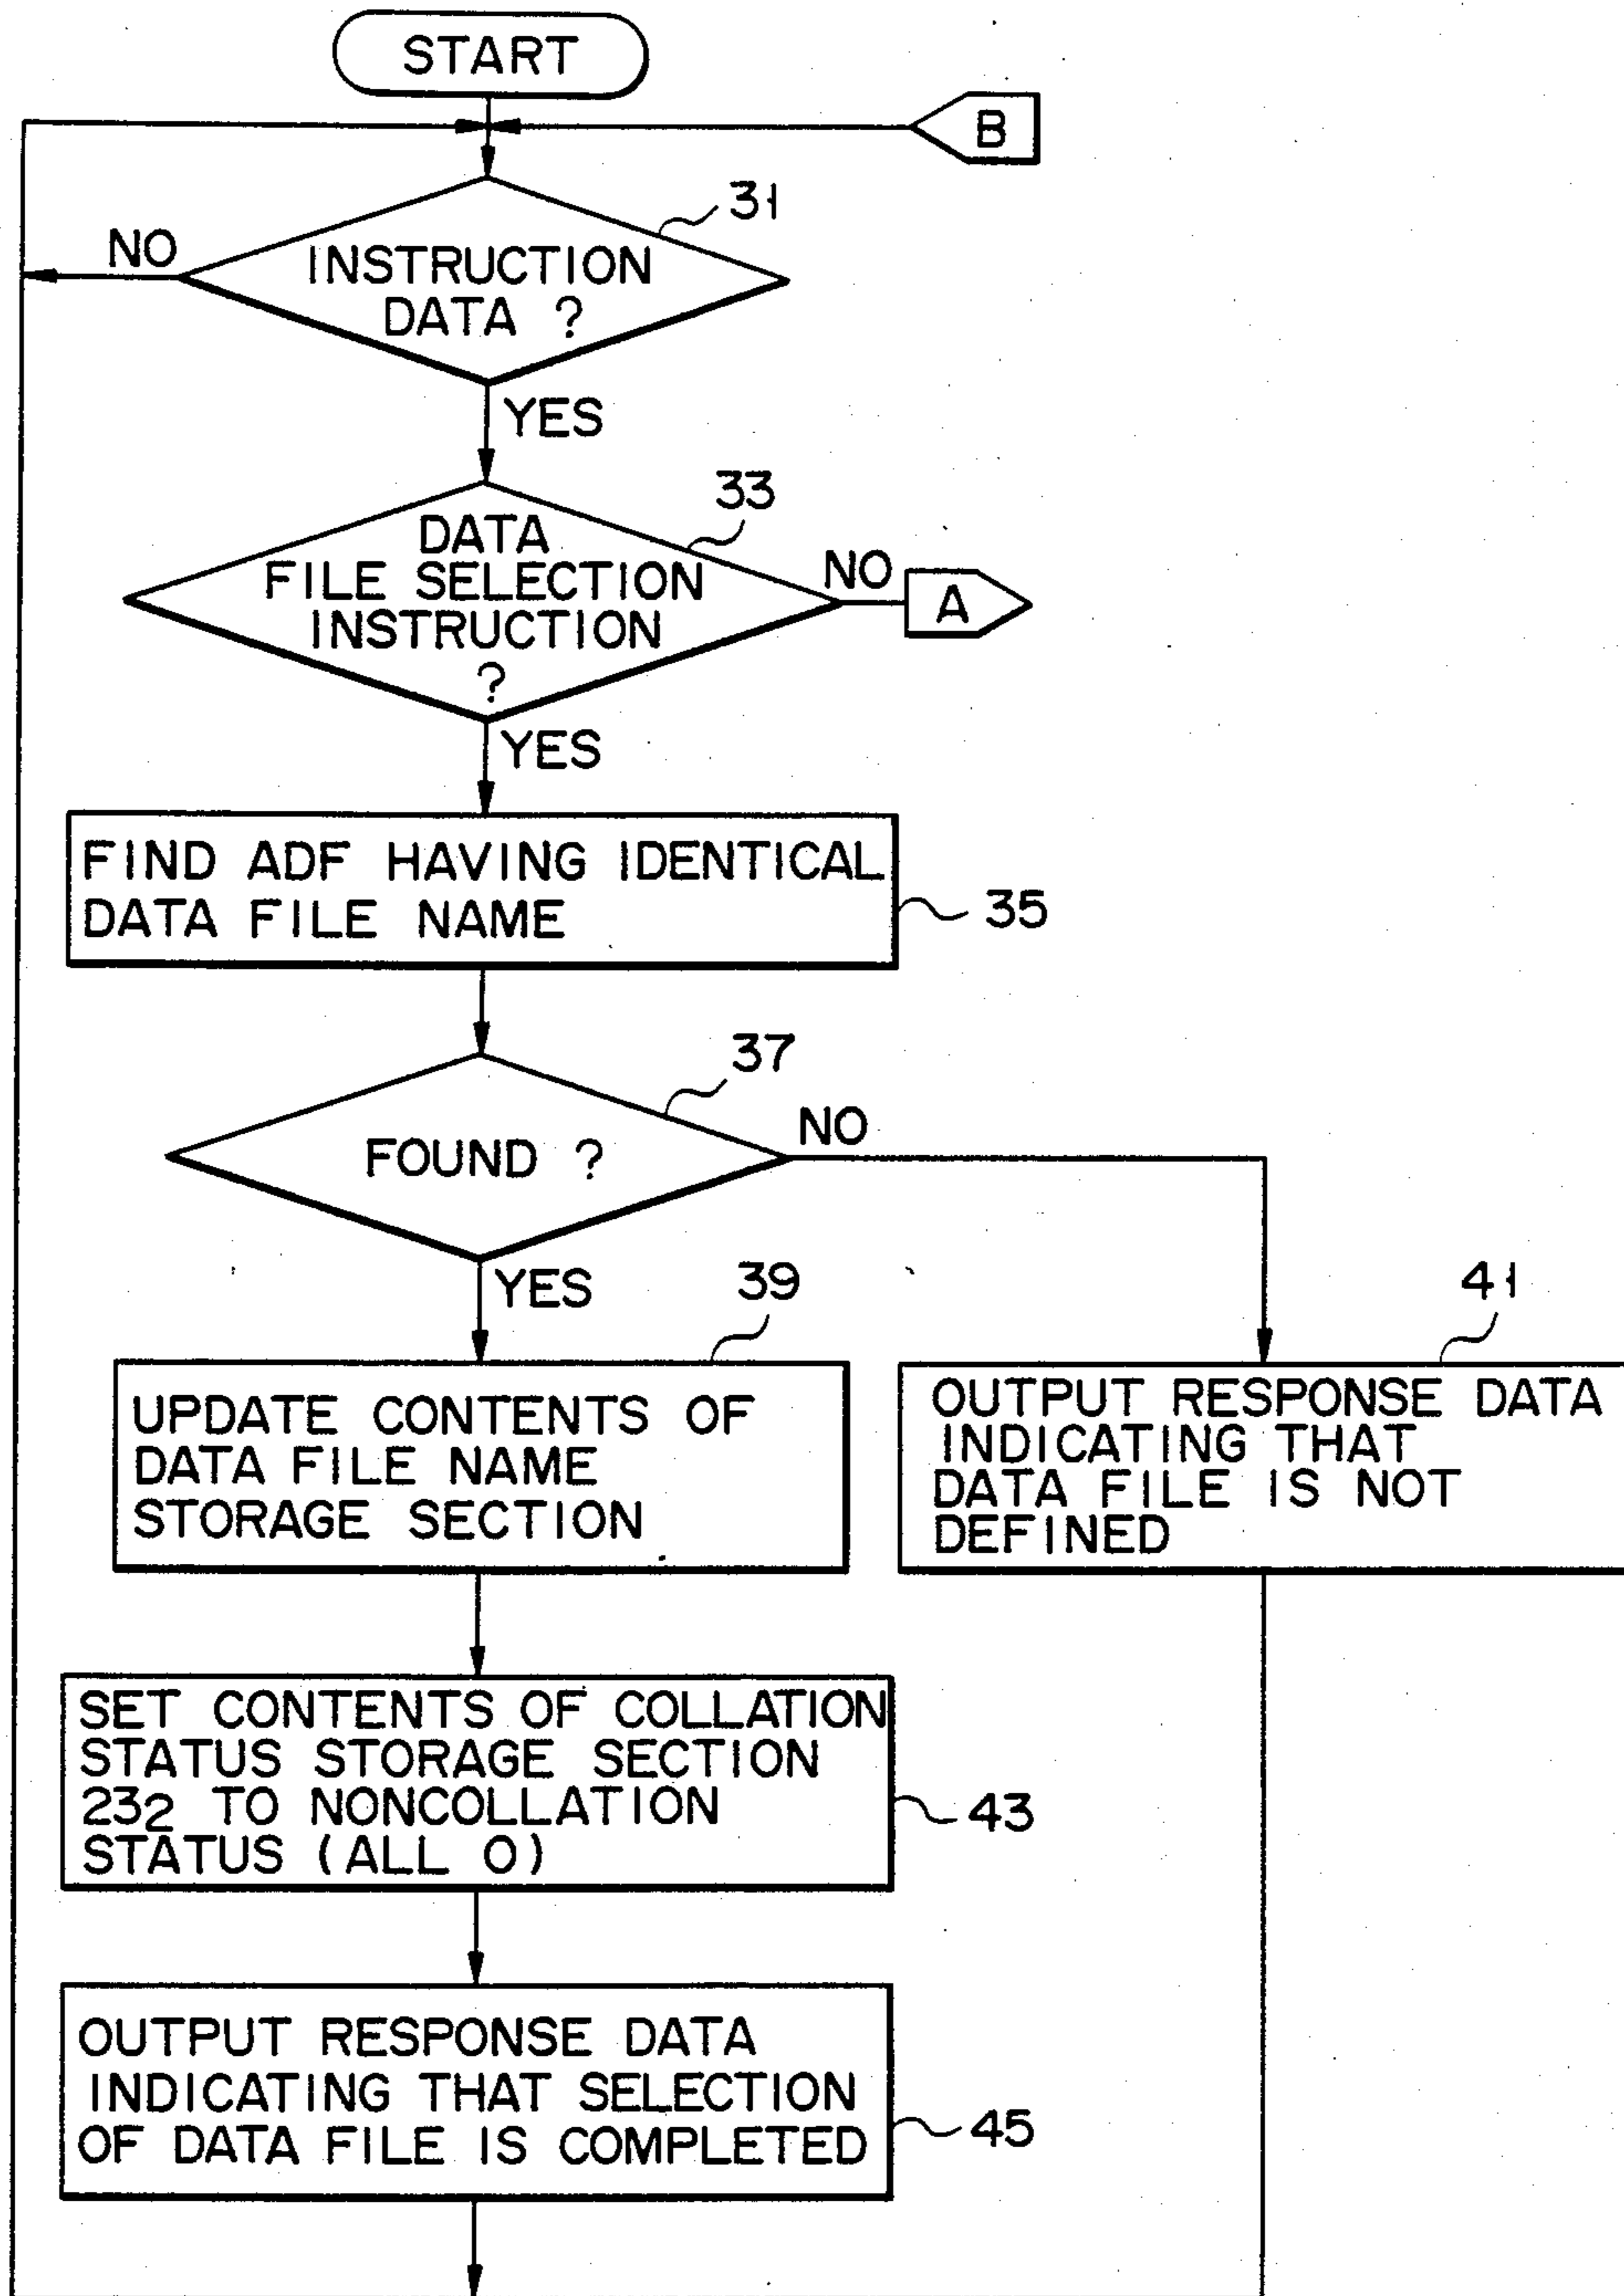 START
B
31
NO
INSTRUCTION
DATA ?
YES
33
DATA
FILE SELECTION
INSTRUCTION
?
NO
A
YES
FIND ADF HAVING IDENTICAL
DATA FILE NAME
35
37
FOUND ?
NO
YES
39
41
UPDATE CONTENTS OF
DATA FILE NAME
STORAGE SECTION
OUTPUT RESPONSE DATA
INDICATING THAT
DATA FILE IS NOT
DEFINED
SET CONTENTS OF COLLATION
STATUS STORAGE SECTION
23₂ TO NONCOLLATION
STATUS (ALL 0)
43
OUTPUT RESPONSE DATA
INDICATING THAT SELECTION
OF DATA FILE IS COMPLETED
45